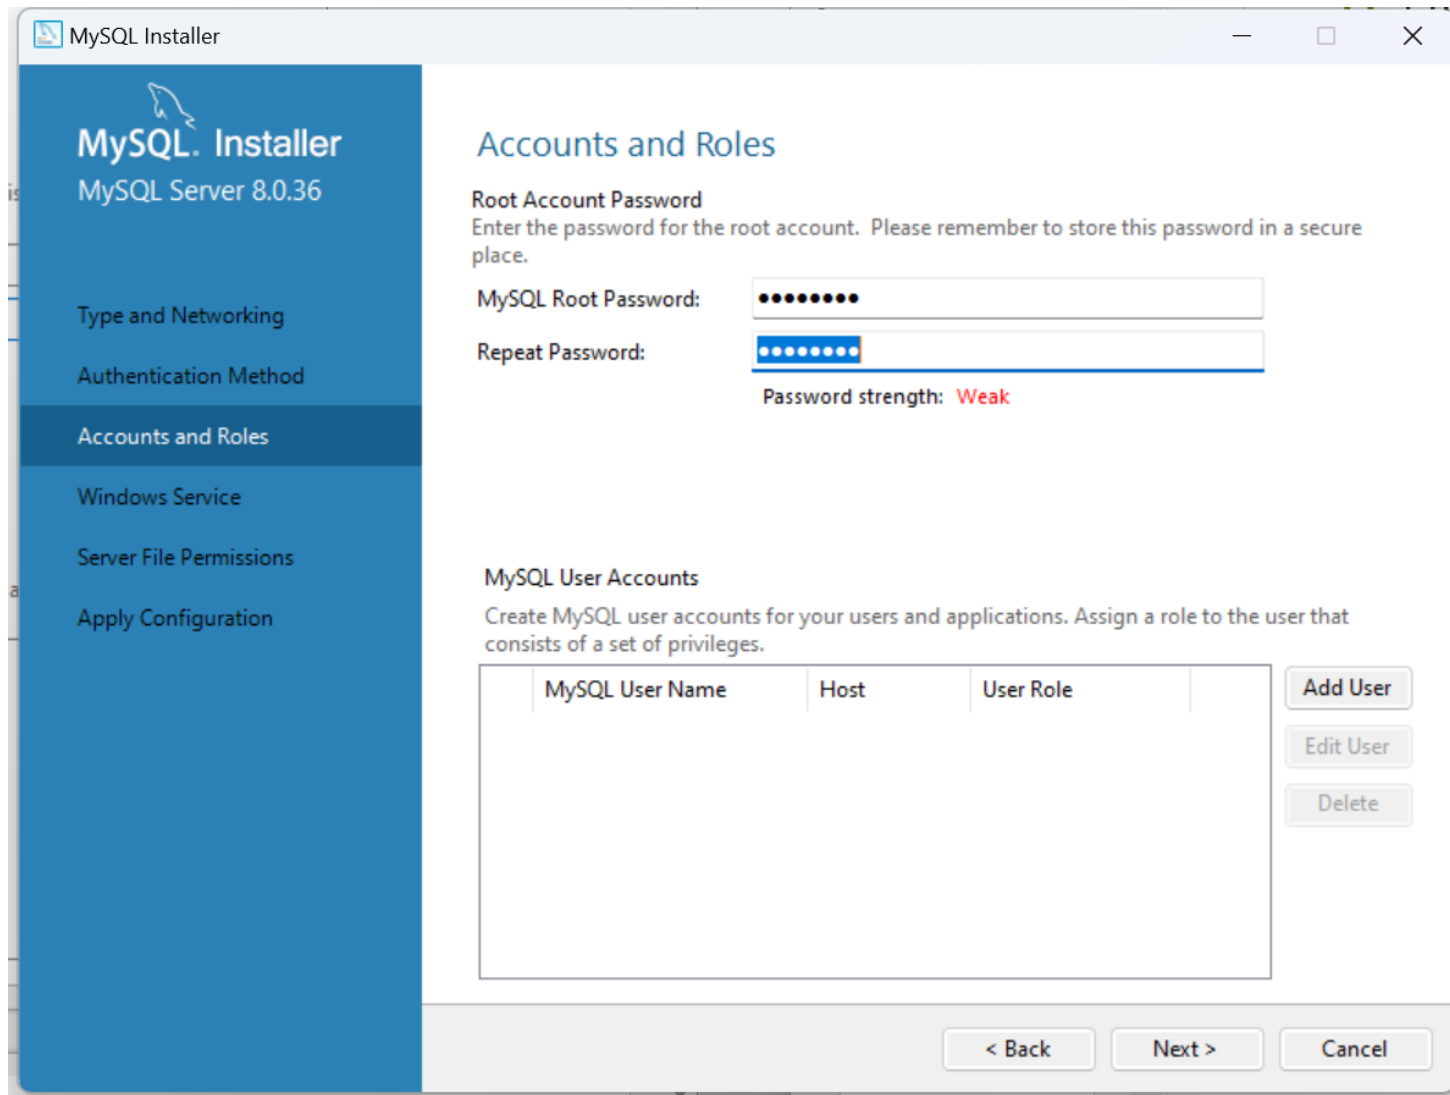 MySQL Installer
MySQL. Installer
MySQL Server 8.0.36
Type and Networking
Authentication Method
Accounts and Roles
Windows Service
Server File Permissions
Apply Configuration
Accounts and Roles
Root Account Password
Enter the password for the root account.  Please remember to store this password in a secure
place.
MySQL Root Password: ••••••••
Repeat Password: ••••••••
Password strength: Weak
MySQL User Accounts
Create MySQL user accounts for your users and applications. Assign a role to the user that
consists of a set of privileges.
MySQL User Name Host User Role
Add User
Edit User
Delete
< Back Next > Cancel